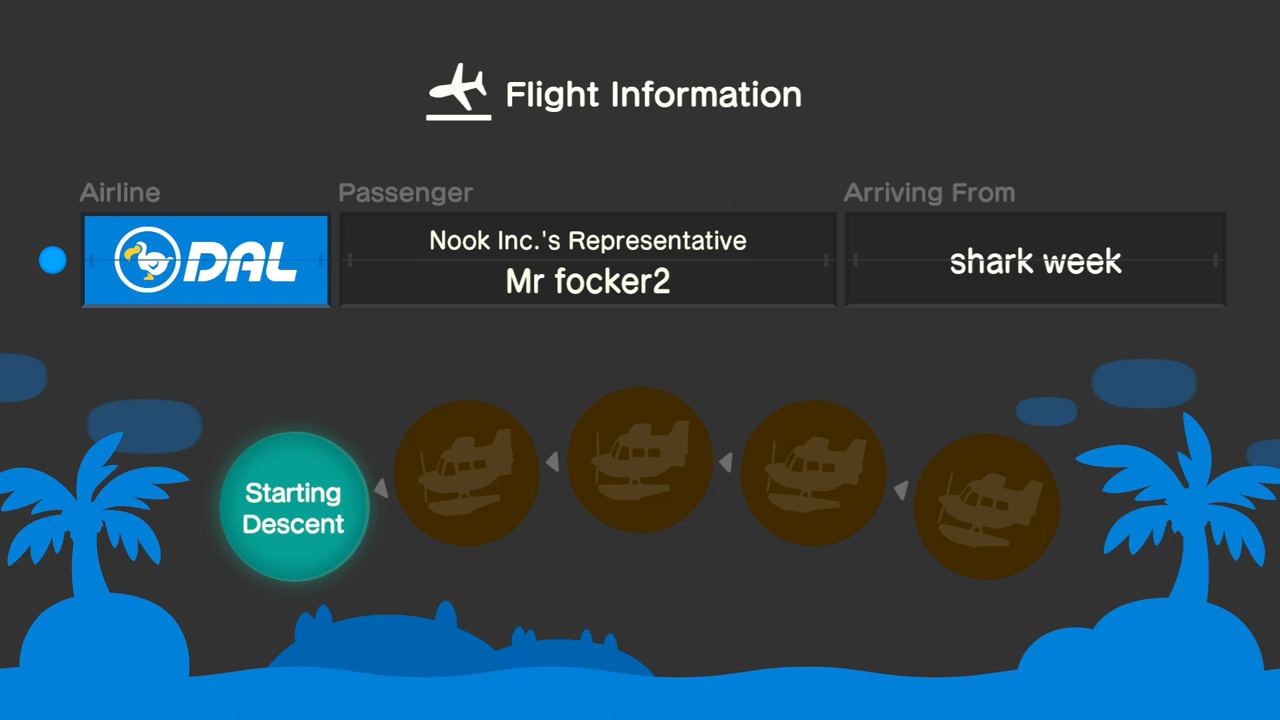 Flight Information
Airline
Passenger
Arriving From
DAL
Nook Inc.'s Representative
Mr focker2
shark week
Starting
Descent